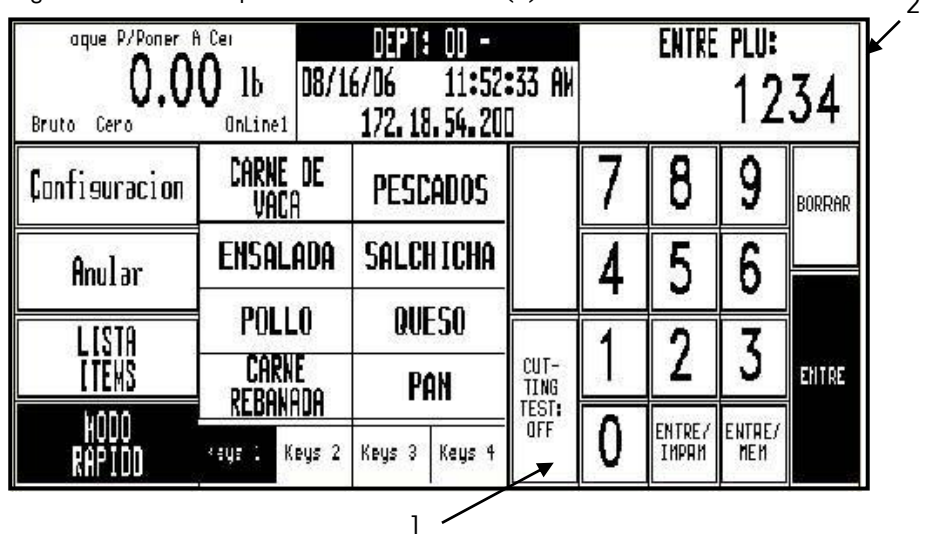 2
aque P/Poner A Cer
0.00 lb
Bruto Cero OnLine1
DEPT: 00 -
08/16/06 11:52:33 AM
172.18.54.200
ENTRE PLU:
1234
Configuracion
Anular
LISTA
ITEMS
MODO
RAPIDO
CARNE DE
VACA
PESCADOS
ENSALADA
SALCHICHA
POLLO
QUESO
CARNE
REBANADA
PAN
Keys 1 Keys 2 Keys 3 Keys 4
CUT-
TING
TEST:
OFF
7 8 9
BORRAR
4 5 6
1 2 3
ENTRE
0
ENTRE/
IMPRM
ENTRE/
MEM
1